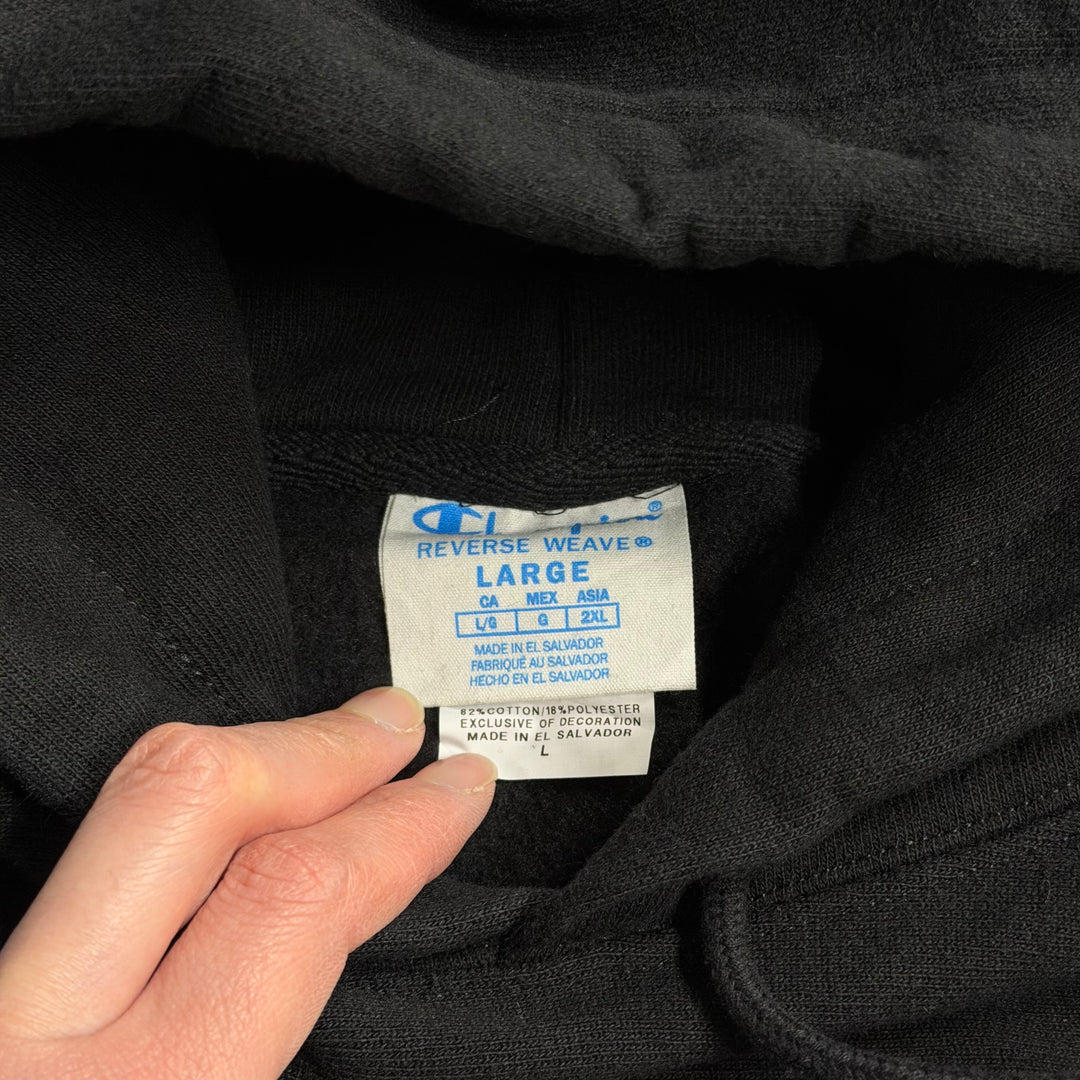 Champion®
REVERSE WEAVE®
LARGE
CA MEX ASIA
L/G G 2XL
MADE IN EL SALVADOR
FABRIQUÉ AU SALVADOR
HECHO EN EL SALVADOR
82%COTTON/18%POLYESTER
EXCLUSIVE OF DECORATION
MADE IN EL SALVADOR
L